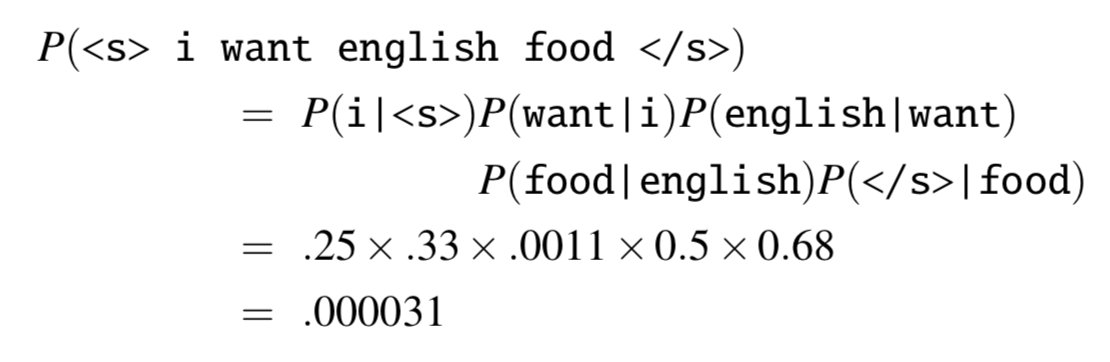 P(<s> i want english food </s>)
= P(i|<s>)P(want|i)P(english|want)
P(food|english)P(</s>|food)
= .25 × .33 × .0011 × 0.5 × 0.68
= .000031